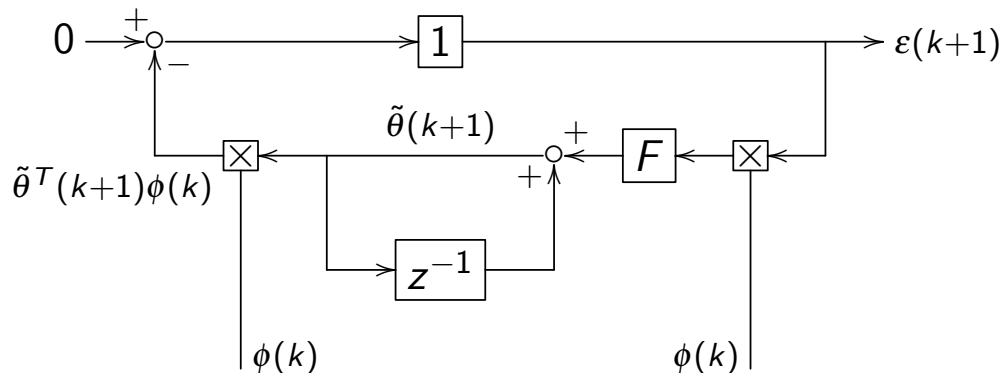 0
+
−
1
ε(k+1)
θ̃(k+1)
+
+
F
×
×
θ̃ᵀ(k+1)ϕ(k)
z⁻¹
ϕ(k)
ϕ(k)